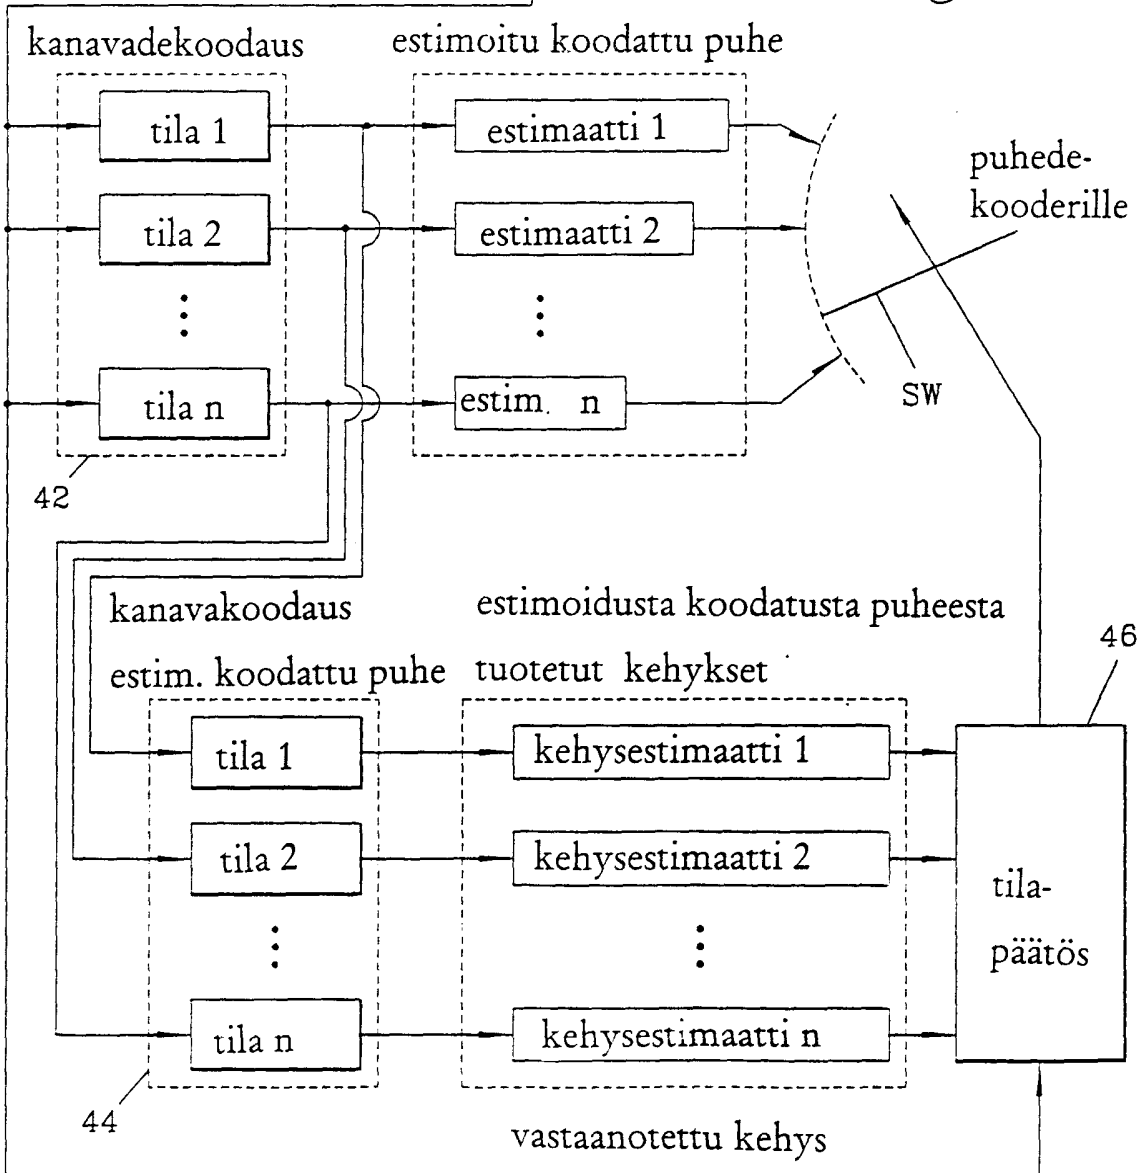 kanavadekoodaus
estimoitu koodattu puhe
tila 1
estimaatti 1
puhede-
kooderille
tila 2
estimaatti 2
tila n
estim. n
SW
42
kanavakoodaus
estimoidusta koodatusta puheesta
46
estim. koodattu puhe
tuotetut kehykset
tila 1
kehysestimaatti 1
tila 2
kehysestimaatti 2
tila-
päätös
tila n
kehysestimaatti n
44
vastaanotettu kehys